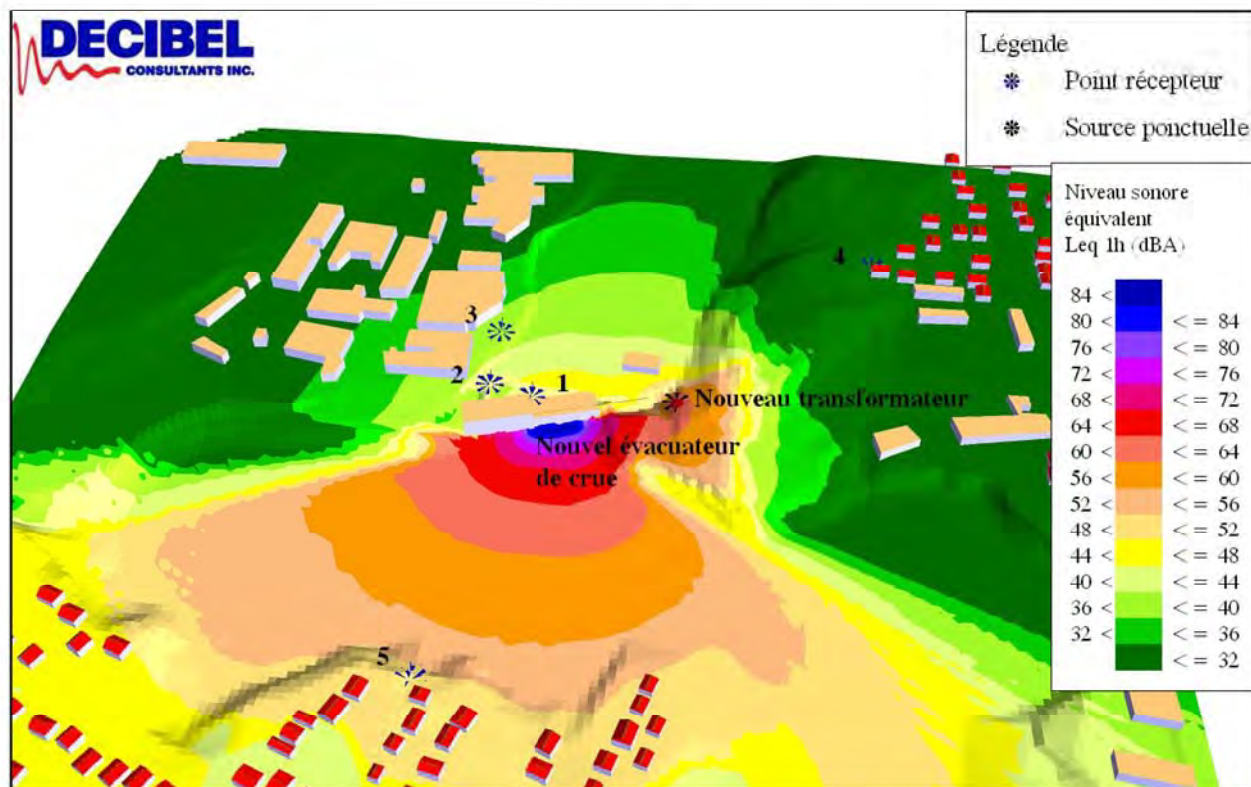 DECIBEL
CONSULTANTS INC.
Légende
Point récepteur
Source ponctuelle
Niveau sonore
équivalent
Leq 1h (dBA)
84 <
80 < <= 84
76 < <= 80
72 < <= 76
68 < <= 72
64 < <= 68
60 < <= 64
56 < <= 60
52 < <= 56
48 < <= 52
44 < <= 48
40 < <= 44
36 < <= 40
32 < <= 36
<= 32
4
3
2
1
Nouveau transformateur
Nouvel évacuateur
de crue
5